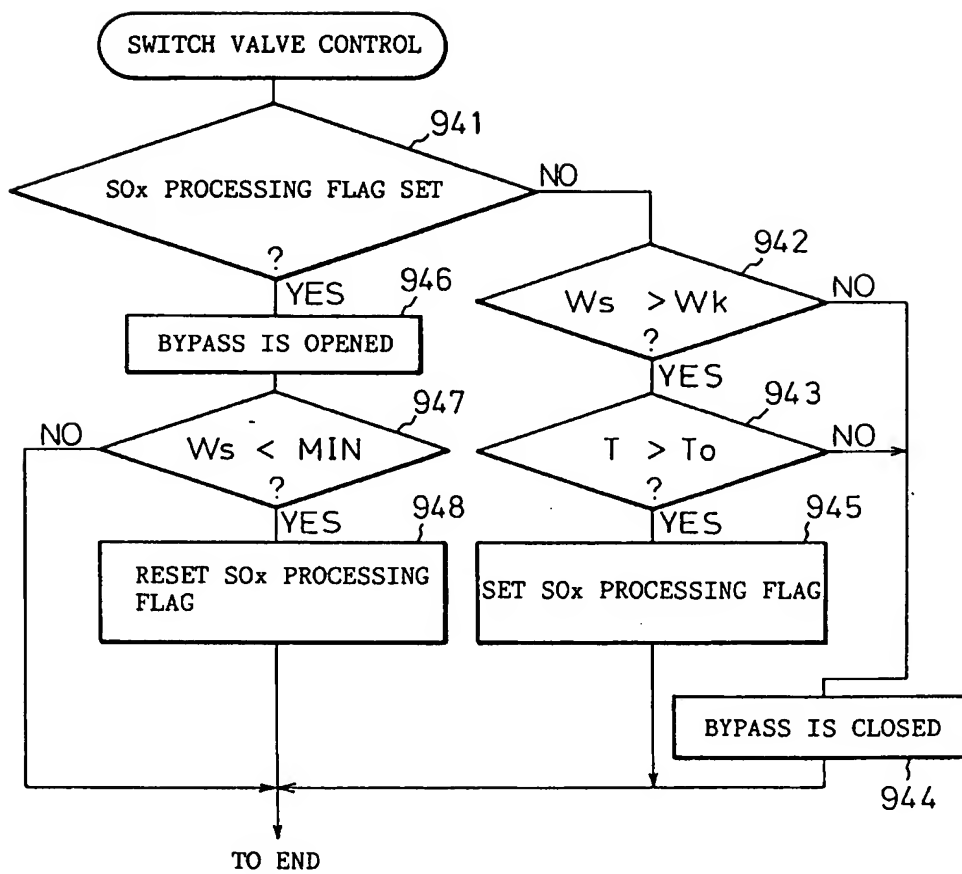 SWITCH VALVE CONTROL
941
SOx PROCESSING FLAG SET
?
NO
YES
946
BYPASS IS OPENED
942
Ws > Wk
?
NO
YES
947
NO
Ws < MIN
?
YES
943
T > To
?
NO
YES
948
RESET SOx PROCESSING
FLAG
945
SET SOx PROCESSING FLAG
BYPASS IS CLOSED
944
TO END